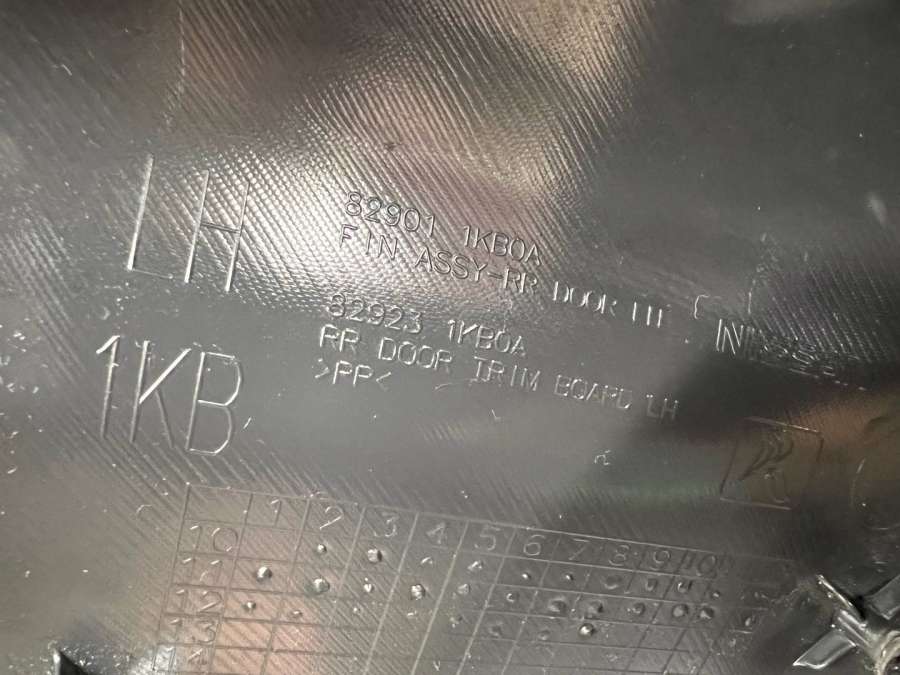 LH
82901 1KB0A
FIN ASSY-RR DOOR LH
1KB
82923 1KB0A
RR DOOR TRIM BOARD LH
>PP<
1 2 3 4 5 6 7 8 9 10
10
11
12
13
14